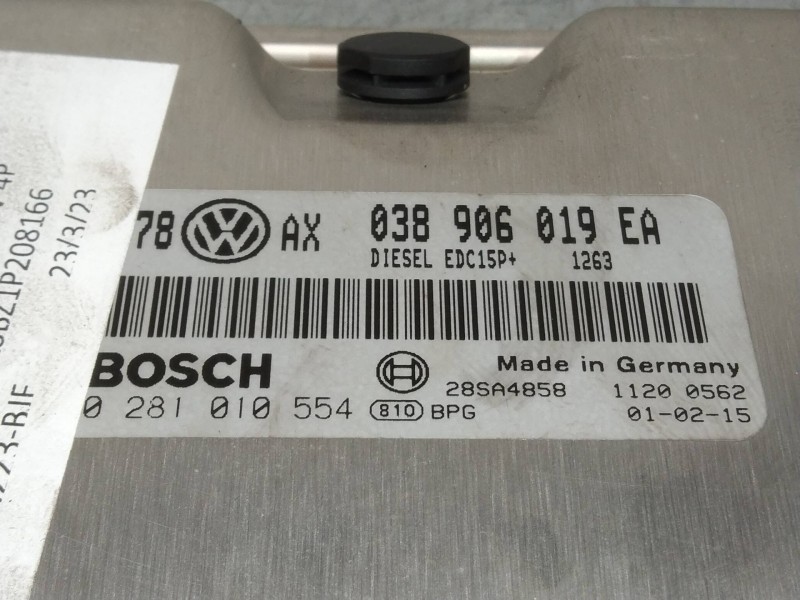 78 VW AX 038 906 019 EA
DIESEL EDC15P+ 1263
BOSCH
Made in Germany
0 281 010 554
810 BPG
28SA4858
1120 0562
01-02-15
23/3/23